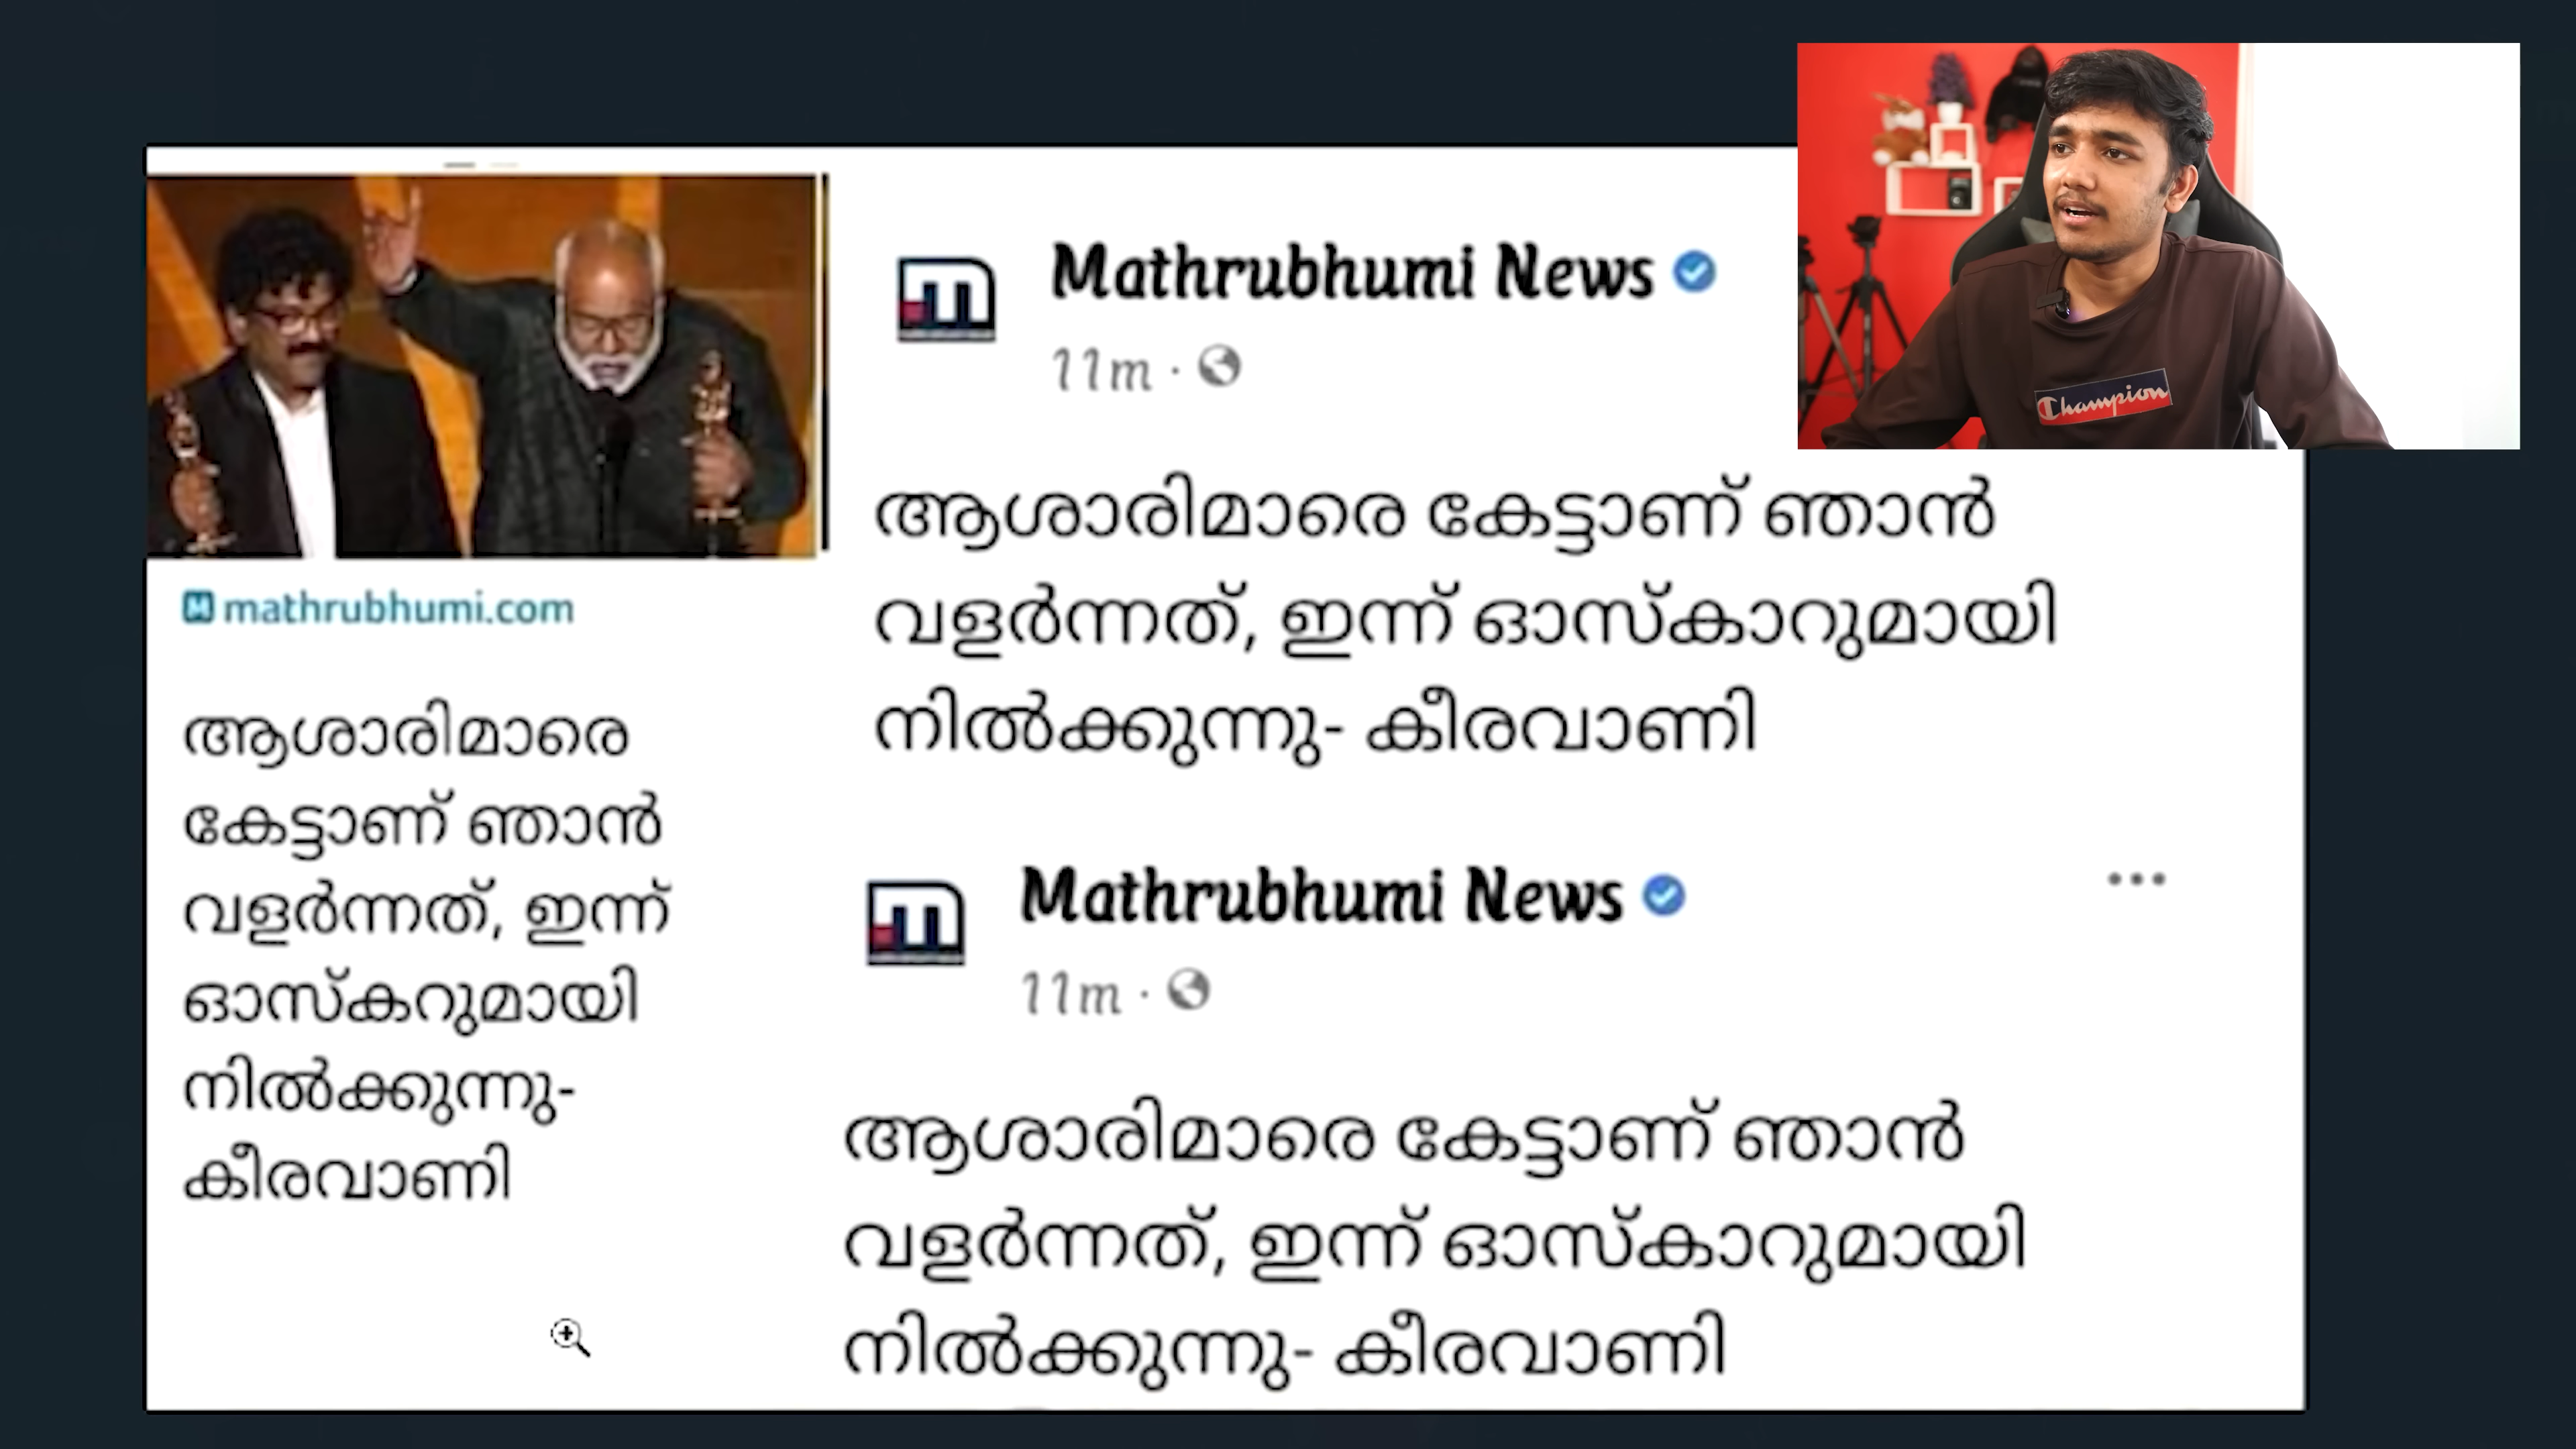 mathrubhumi.com
ആശാരിമാരെ
കേട്ടാണ് ഞാൻ
വളർന്നത്, ഇന്ന്
ഓസ്കറുമായി
നിൽക്കുന്നു-
കീരവാണി
Mathrubhumi News
11m
ആശാരിമാരെ കേട്ടാണ് ഞാൻ
വളർന്നത്, ഇന്ന് ഓസ്കാറുമായി
നിൽക്കുന്നു- കീരവാണി
Mathrubhumi News
11m
ആശാരിമാരെ കേട്ടാണ് ഞാൻ
വളർന്നത്, ഇന്ന് ഓസ്കാറുമായി
നിൽക്കുന്നു- കീരവാണി
Champion